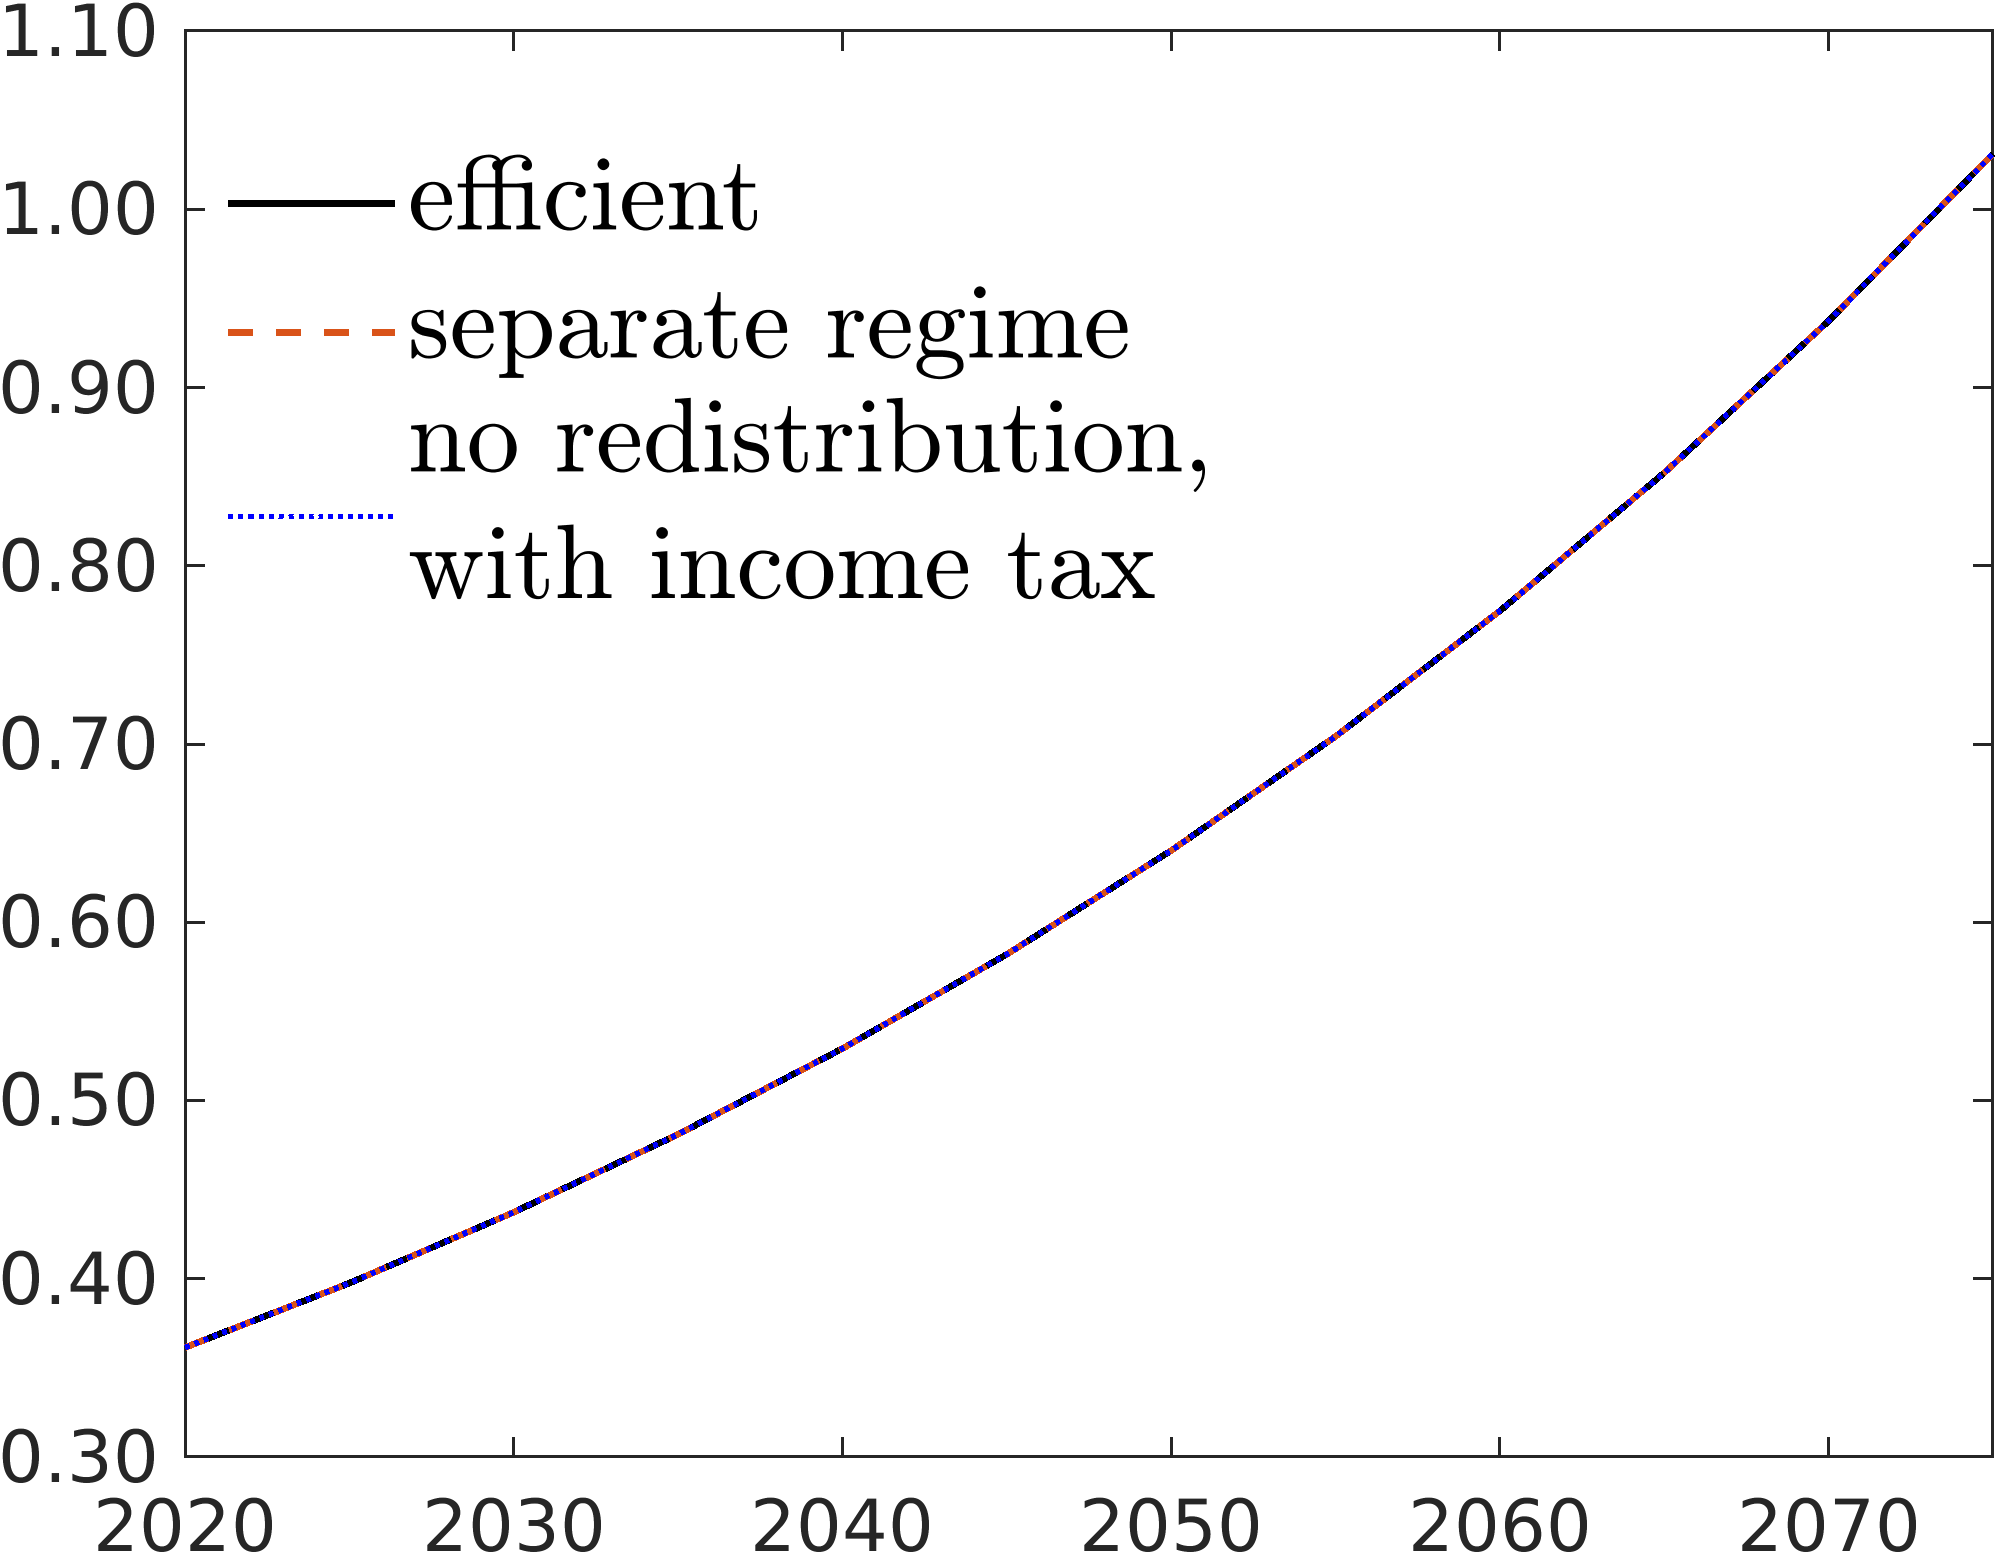 1.10
1.00
0.90
0.80
0.70
0.60
0.50
0.40
0.30
efficient
separate regime
no redistribution,
with income tax
2020 2030 2040 2050 2060 2070